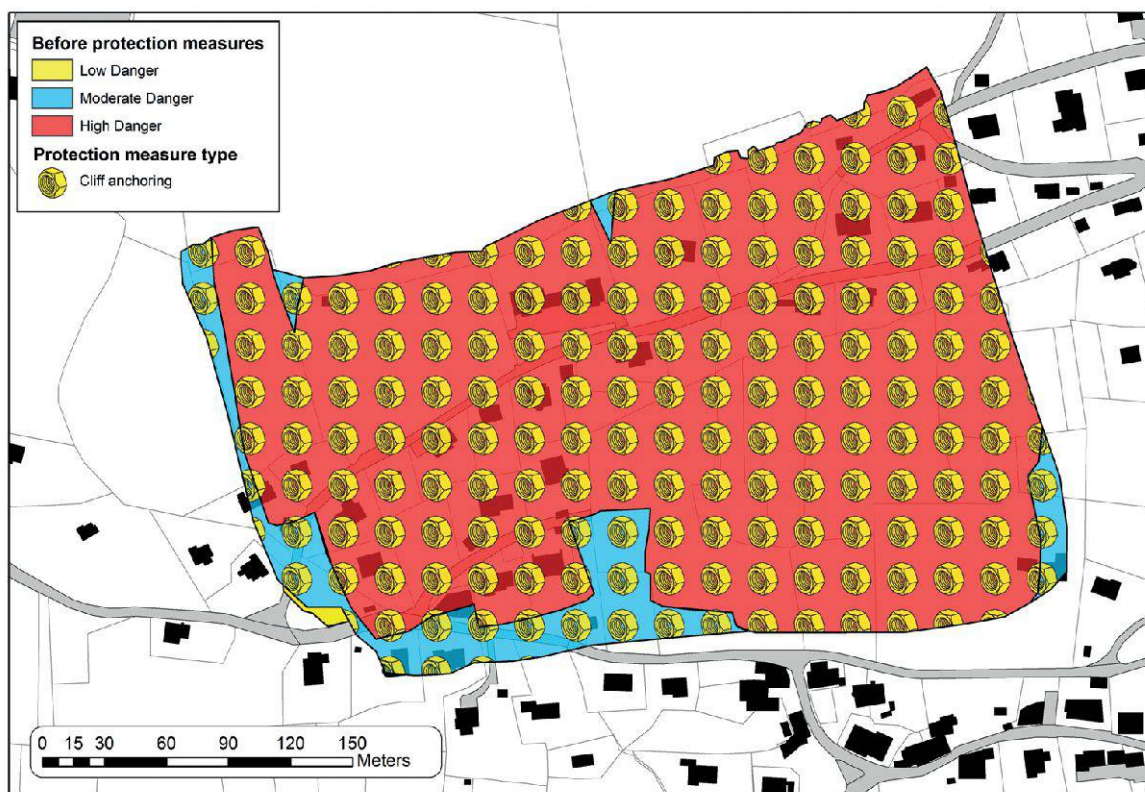 Before protection measures
Low Danger
Moderate Danger
High Danger
Protection measure type
Cliff anchoring
0 15 30 60 90 120 150
Meters